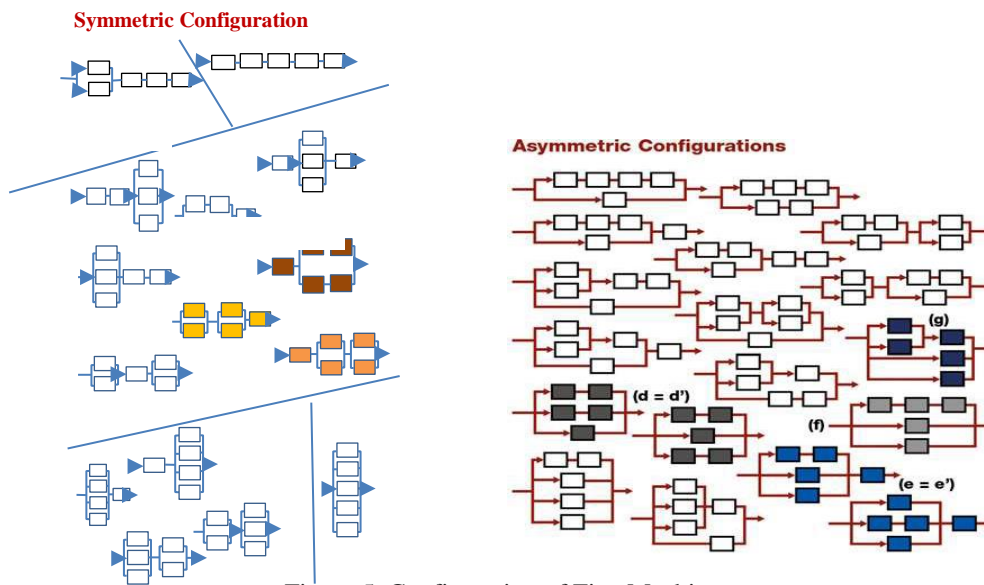 Symmetric Configuration
Asymmetric Configurations
(g)
(d = d')
(f)
(e = e')